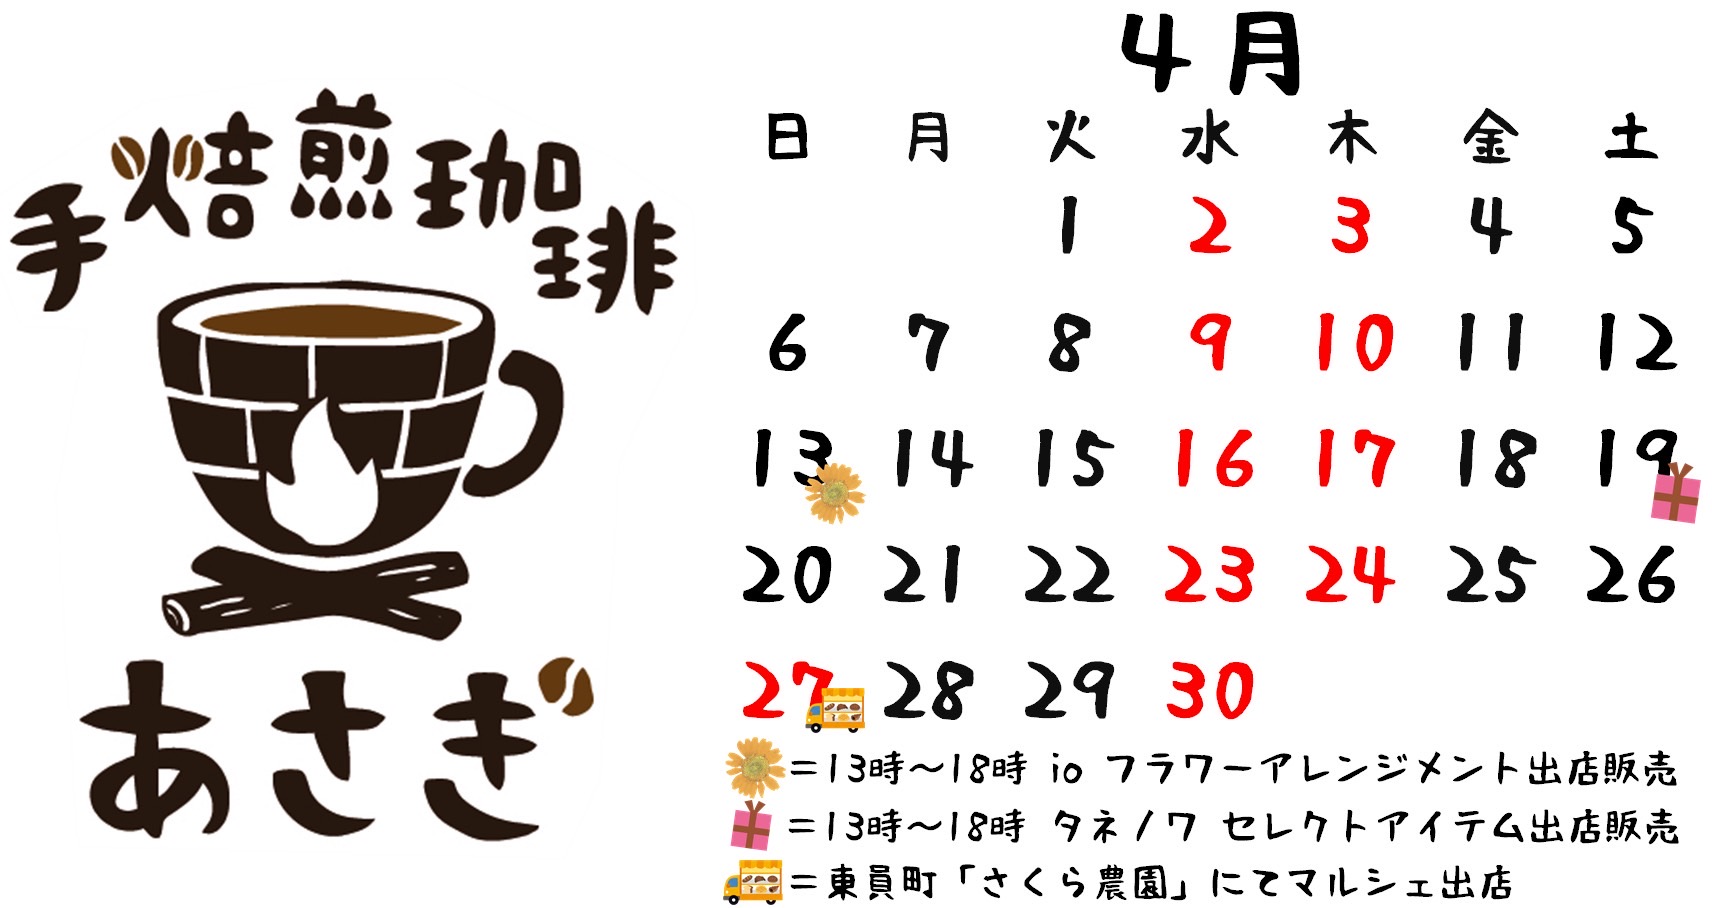 手焙煎珈琲
あさぎ
4月
日 月 火 水 木 金 土
1 2 3 4 5
6 7 8 9 10 11 12
13 14 15 16 17 18 19
20 21 22 23 24 25 26
27 28 29 30
=13時～18時 io フラワーアレンジメント出店販売
=13時～18時 タネノワ セレクトアイテム出店販売
=東員町「さくら農園」にてマルシェ出店